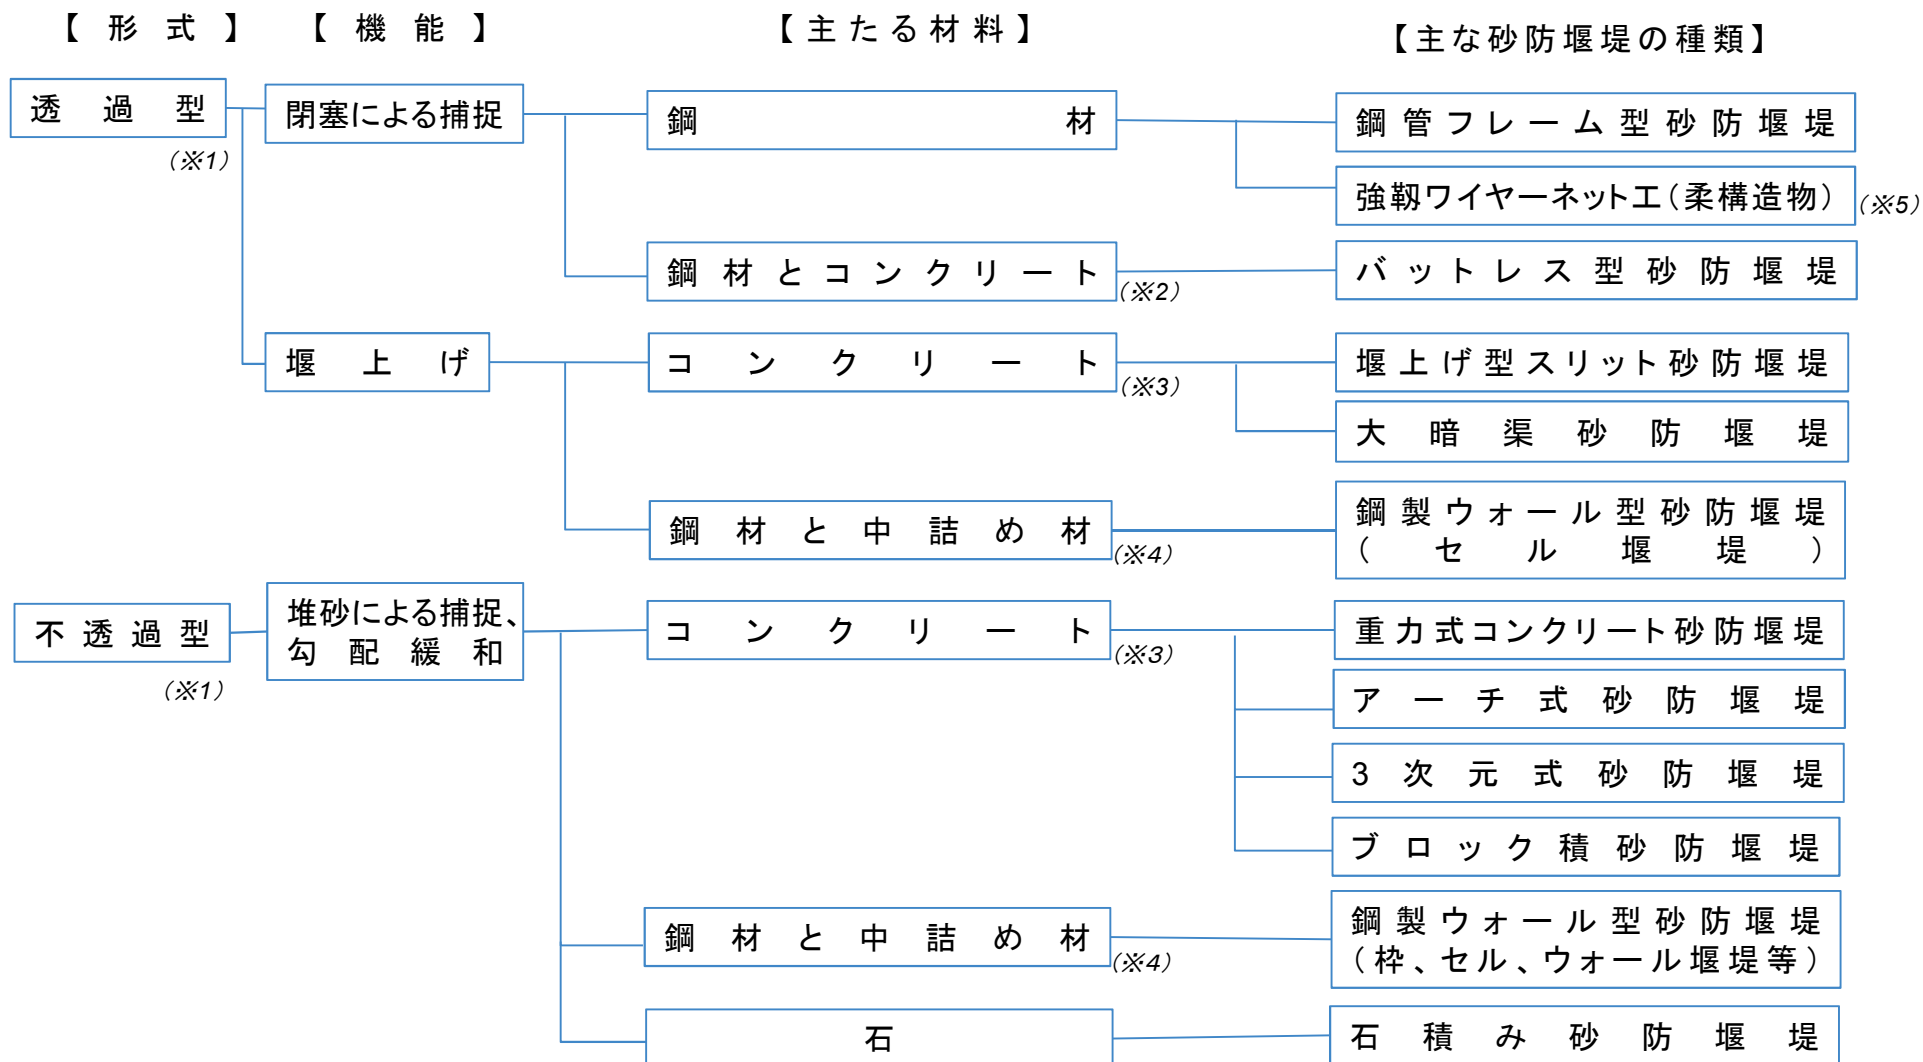 【形式】
【機能】
【主たる材料】
【主な砂防堰堤の種類】
透過型
(※1)
閉塞による捕捉
鋼材
鋼管フレーム型砂防堰堤
強靱ワイヤーネット工(柔構造物)
(※5)
鋼材とコンクリート
(※2)
バットレス型砂防堰堤
堰上げ
コンクリート
(※3)
堰上げ型スリット砂防堰堤
大暗渠砂防堰堤
鋼材と中詰め材
(※4)
鋼製ウォール型砂防堰堤
(セル堰堤)
不透過型
(※1)
堆砂による捕捉、
勾配緩和
コンクリート
(※3)
重力式コンクリート砂防堰堤
アーチ式砂防堰堤
3次元式砂防堰堤
ブロック積砂防堰堤
鋼材と中詰め材
(※4)
鋼製ウォール型砂防堰堤
(枠、セル、ウォール堰堤等)
石
石積み砂防堰堤